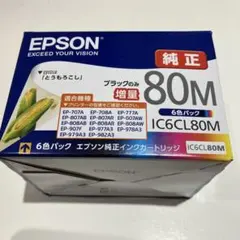 EPSON
EXCEED YOUR VISION
純正
「とうもろこし」
ブラックのみ
増量
80M
適合機種
EP-707A EP-708A EP-777A
EP-807AB EP-807AR EP-807AW
EP-808AB EP-808AR EP-808AW
EP-907F EP-977A3 EP-978A3
EP-979A3 EP-982A3
6色パック
IC6CL80M
6色パック エプソン純正インクカートリッジ
IC6CL80M